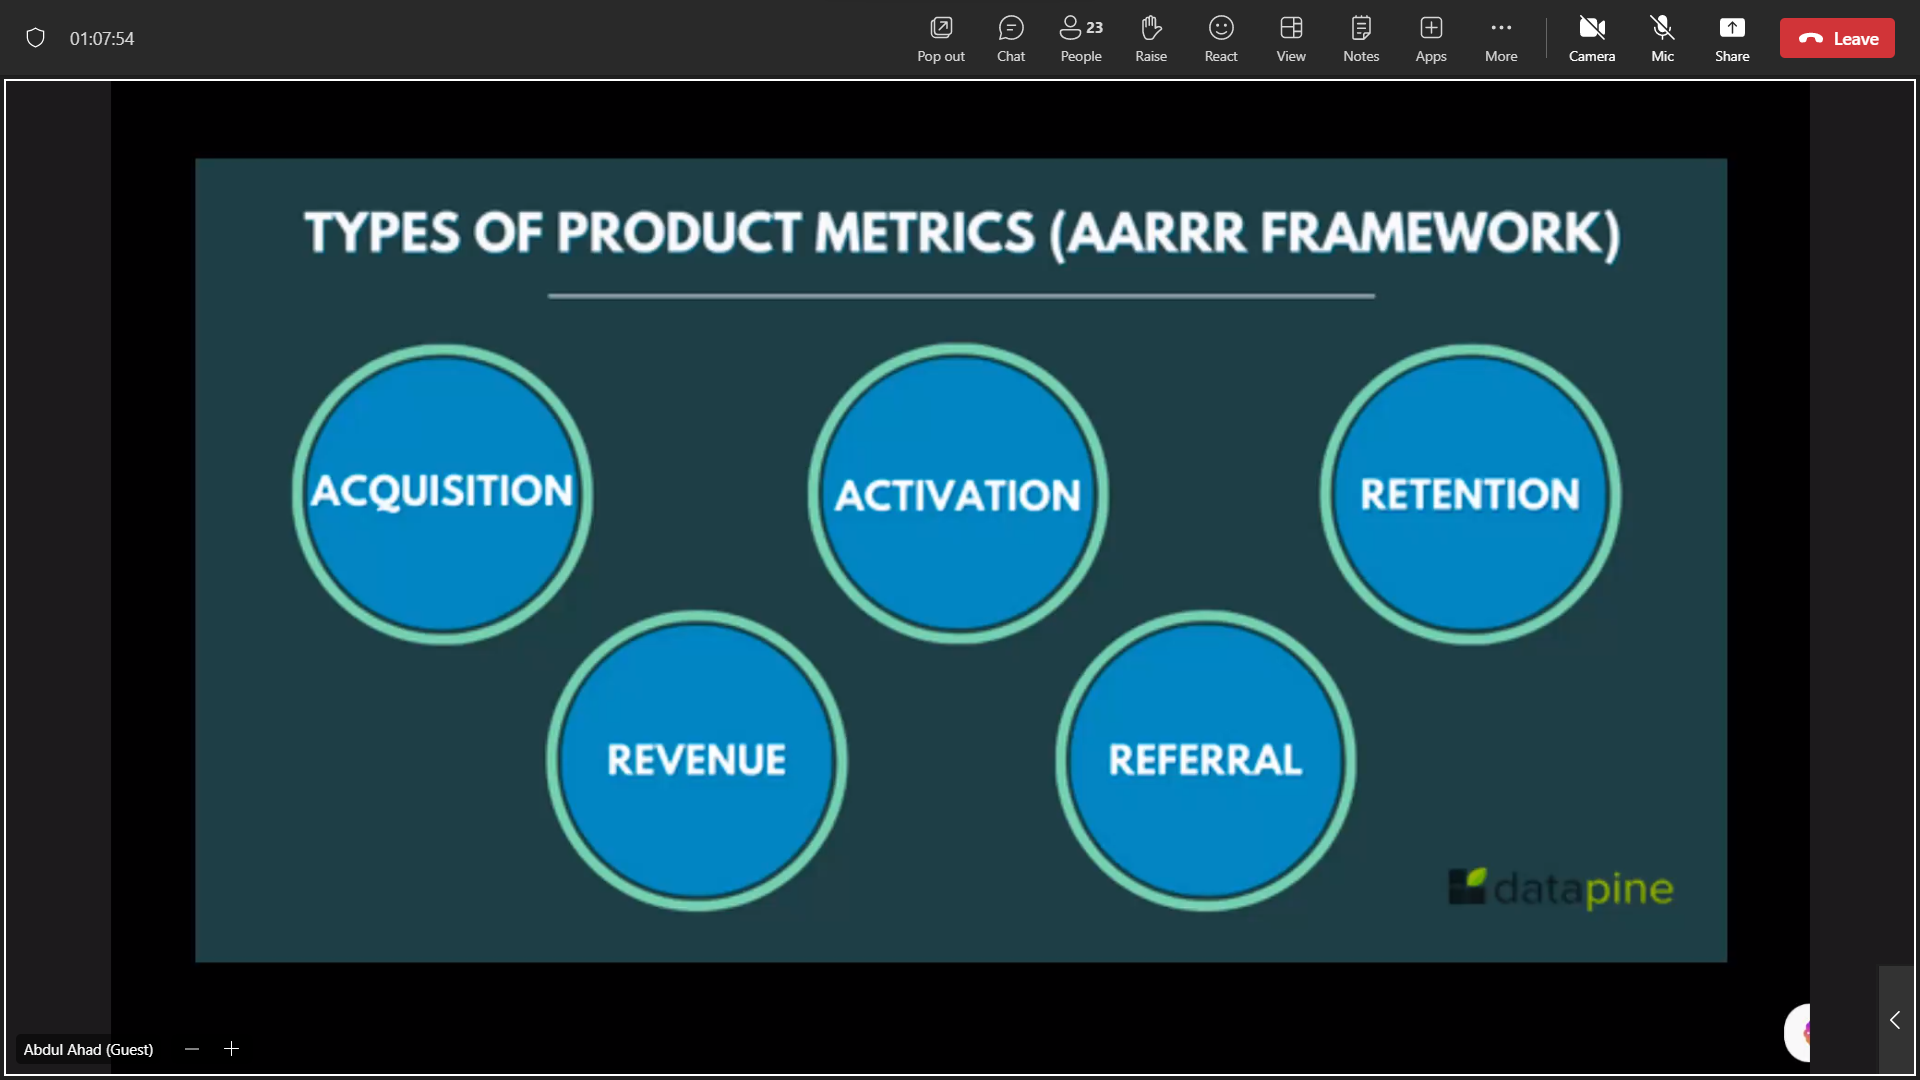 01:07:54
Pop out
Chat
23
People
Raise
React
View
Notes
Apps
More
Camera
Mic
Share
Leave
TYPES OF PRODUCT METRICS (AARRR FRAMEWORK)
ACQUISITION
ACTIVATION
RETENTION
REVENUE
REFERRAL
datapine
Abdul Ahad (Guest)